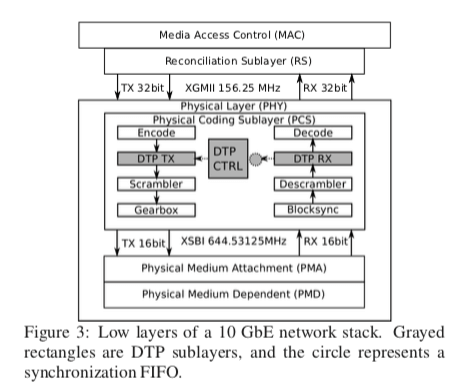 Media Access Control (MAC)
Reconciliation Sublayer (RS)
TX 32bit XGMII 156.25 MHz RX 32bit
Physical Layer (PHY)
Physical Coding Sublayer (PCS)
Encode Decode
DTP TX DTP CTRL DTP RX
Scrambler Descrambler
Gearbox Blocksync
TX 16bit XSBI 644.53125MHz RX 16bit
Physical Medium Attachment (PMA)
Physical Medium Dependent (PMD)
Figure 3: Low layers of a 10 GbE network stack. Grayed
rectangles are DTP sublayers, and the circle represents a
synchronization FIFO.